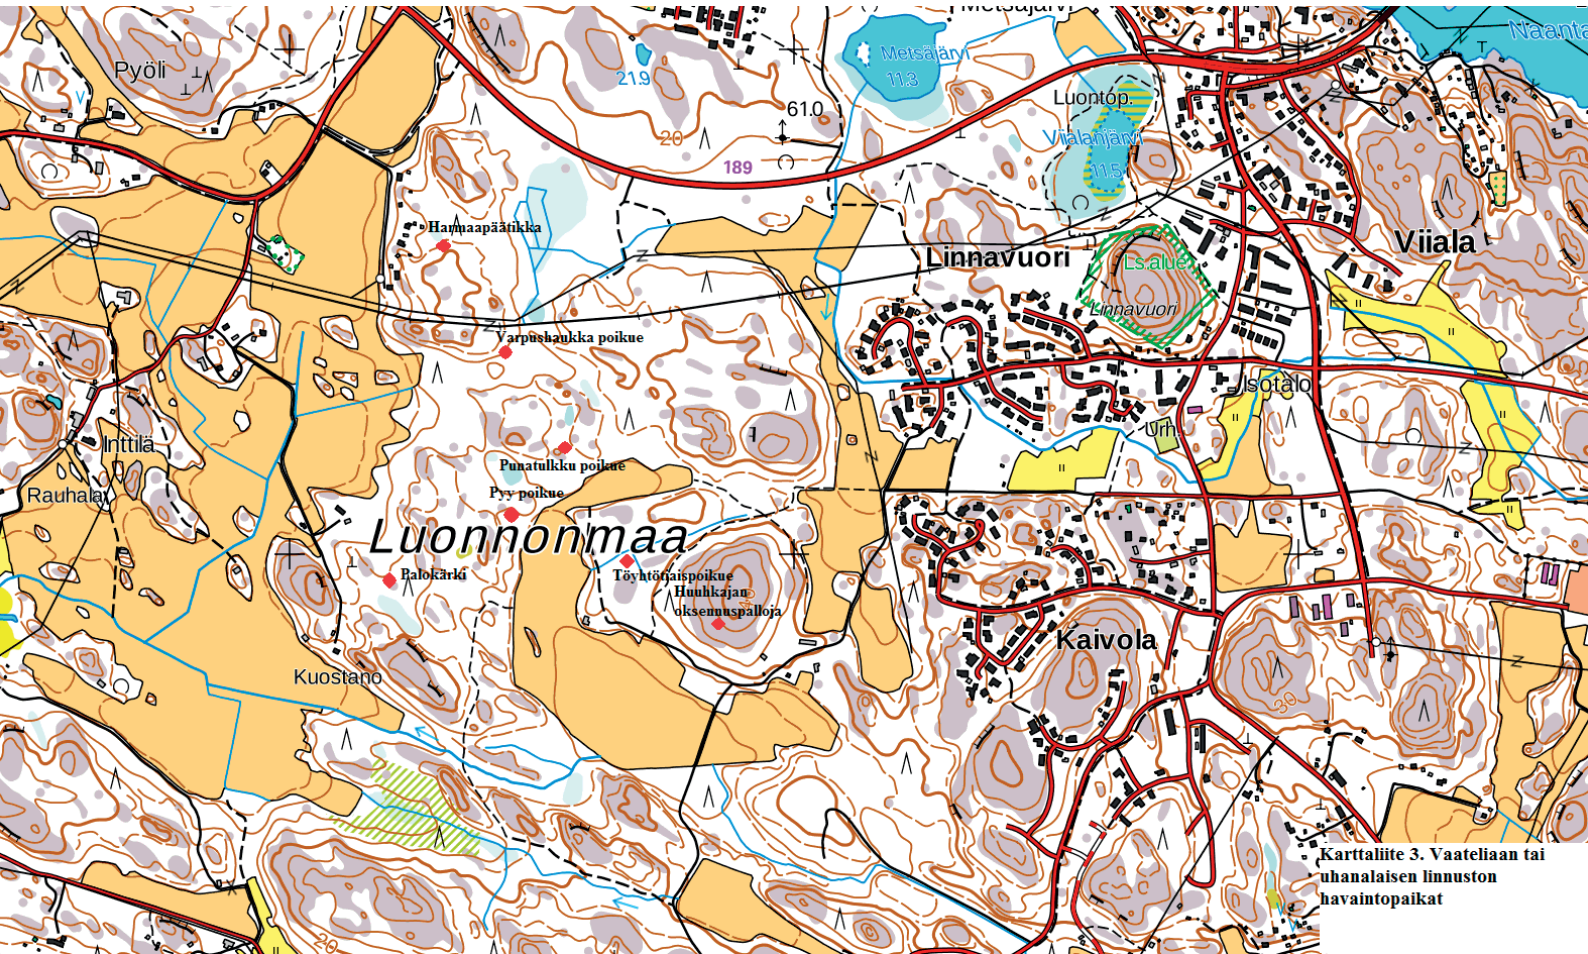 Metsäjärvi
Naanta
Pyöli
21.9
Metsäjärvi
11.3
61.0
Luontop.
20
189
Viialanjärvi
11.5
Harmaapäätikka
Viiala
Linnavuori
Ls.alue
Linnavuori
Varpushaukka poikue
Isotalo
Urh.
Inttilä
Punatulkku poikue
Rauhala
Pyy poikue
Luonnonmaa
Palokärki
Töyhtötiaispoikue
Huuhkajan
oksennuspalloja
Kaivola
Kuostano
30
20
Karttaliite 3. Vaateliaan tai
uhanalaisen linnuston
havaintopaikat